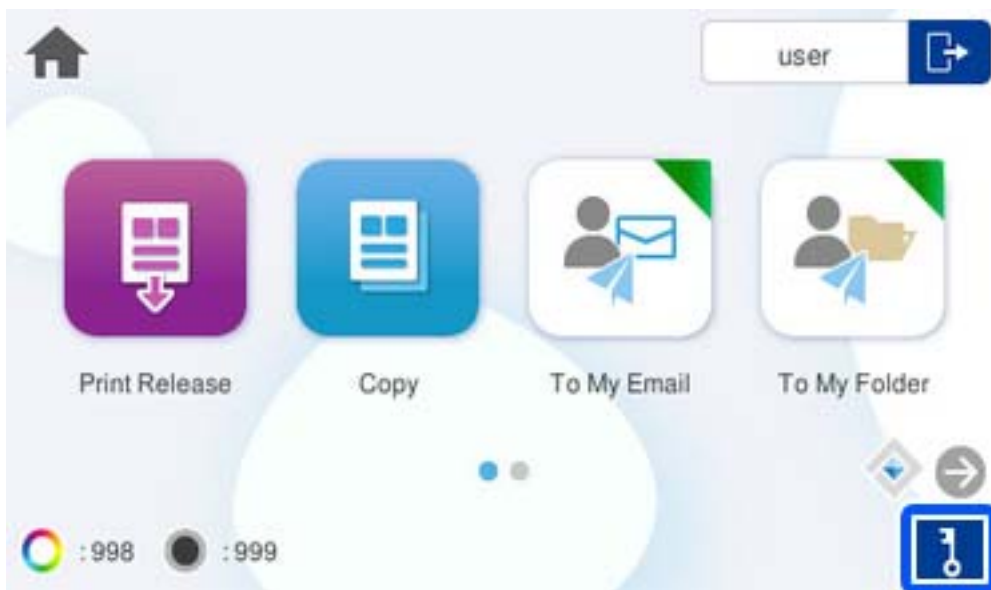 user
Print Release
Copy
To My Email
To My Folder
:998
:999